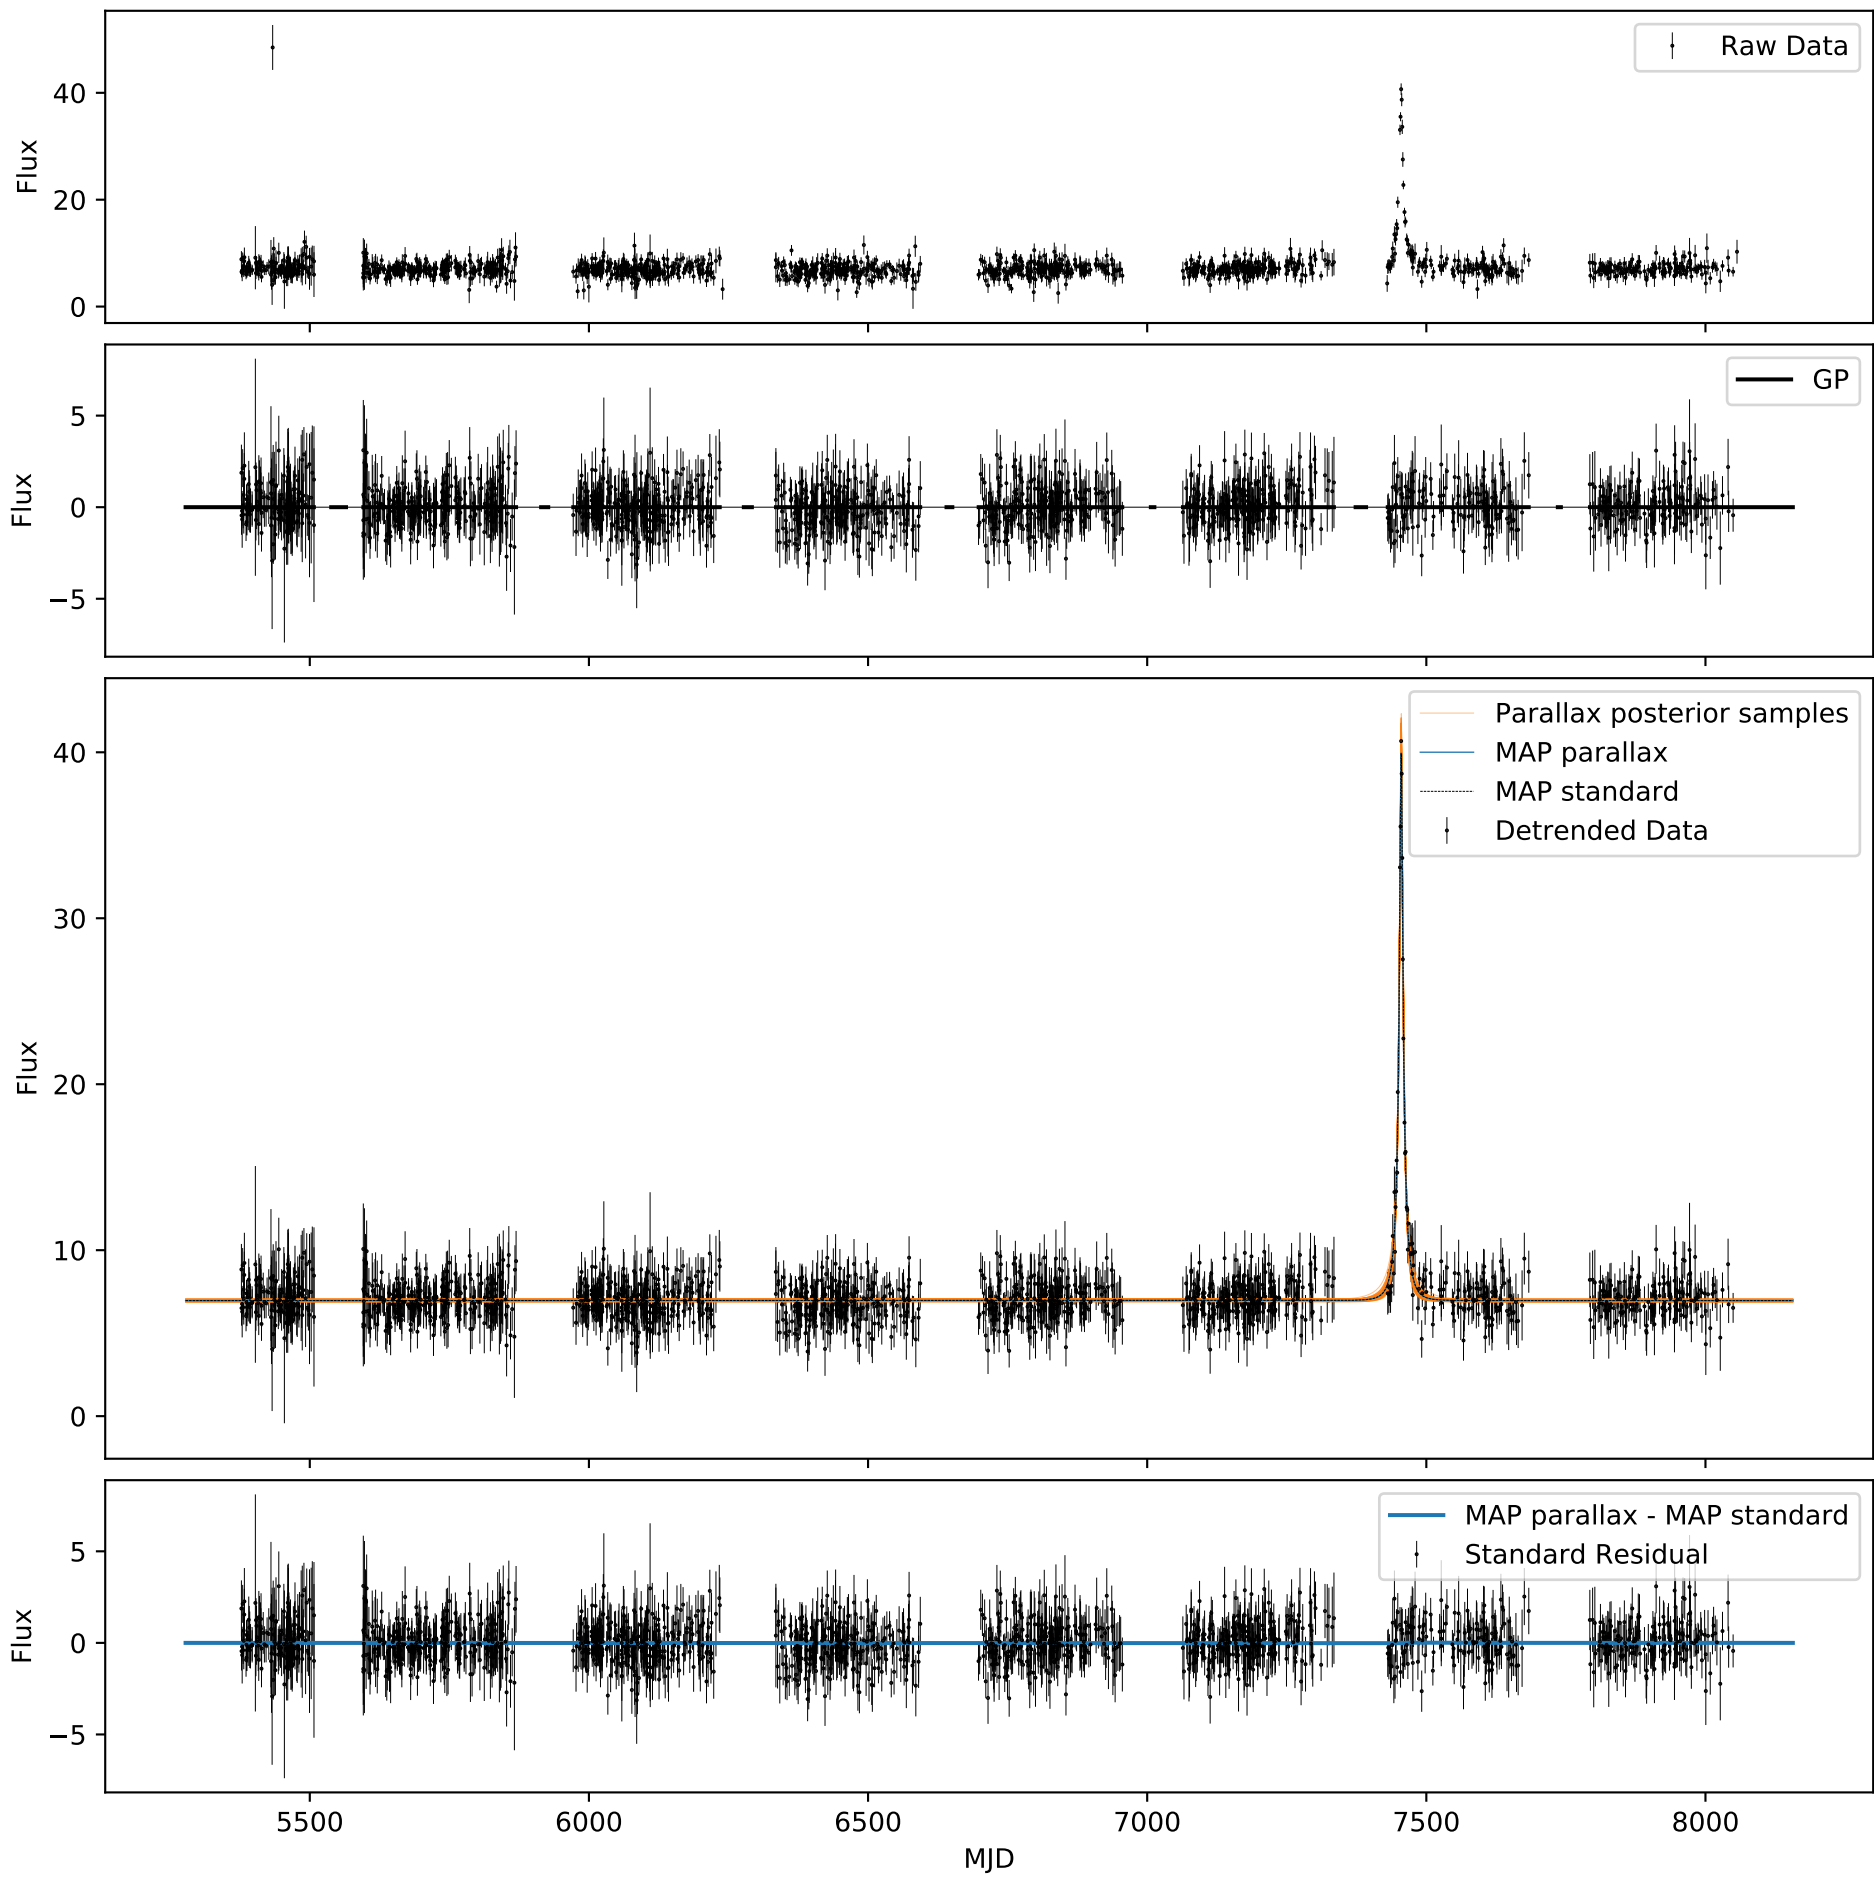 Raw Data
Flux
40
20
0
GP
Flux
5
0
−5
Parallax posterior samples
MAP parallax
MAP standard
Detrended Data
Flux
40
30
20
10
0
MAP parallax - MAP standard
Standard Residual
Flux
5
0
−5
5500 6000 6500 7000 7500 8000
MJD